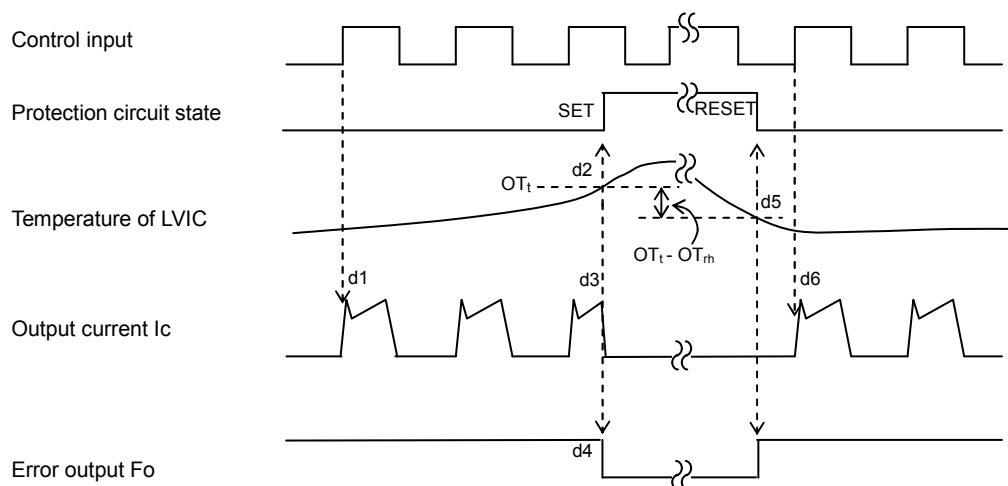 Control input
Protection circuit state
SET
RESET
d2
OTt
d5
Temperature of LVIC
OTt - OTrh
d1
d3
d6
Output current Ic
d4
Error output Fo